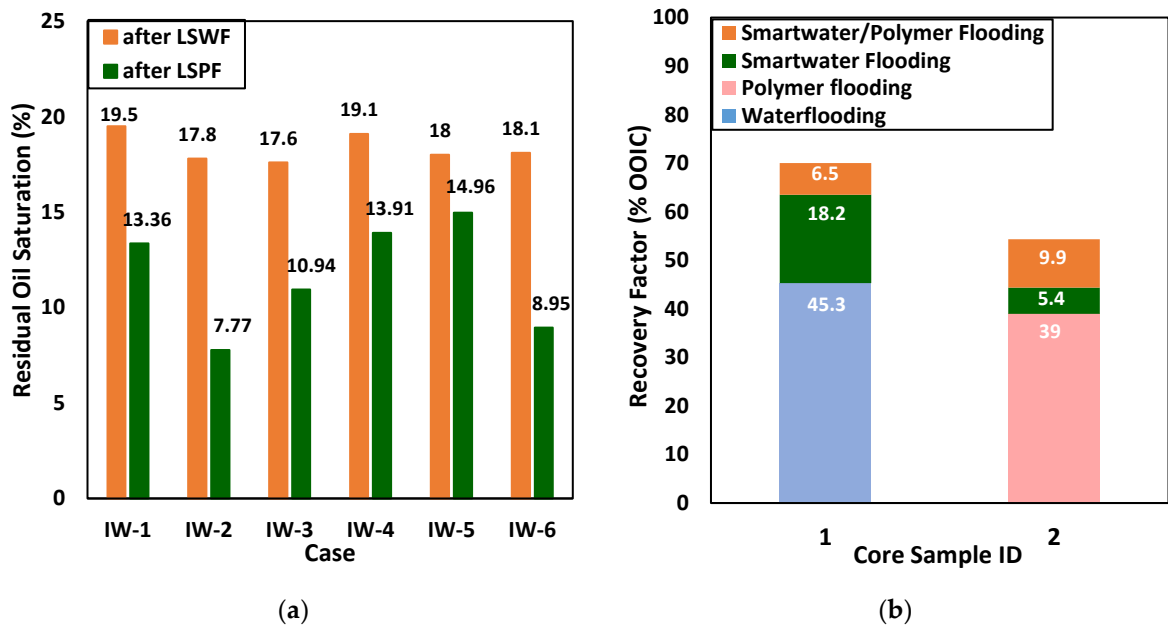 25
20
15
10
5
0
Residual Oil Saturation (%)
after LSWF
after LSPF
19.5
17.8
17.6
19.1
18
18.1
13.36
7.77
10.94
13.91
14.96
8.95
IW-1 IW-2 IW-3 IW-4 IW-5 IW-6
Case
(a)
100
90
80
70
60
50
40
30
20
10
0
Recovery Factor (% OOIC)
Smartwater/Polymer Flooding
Smartwater Flooding
Polymer flooding
Waterflooding
6.5
18.2
45.3
9.9
5.4
39
1 2
Core Sample ID
(b)